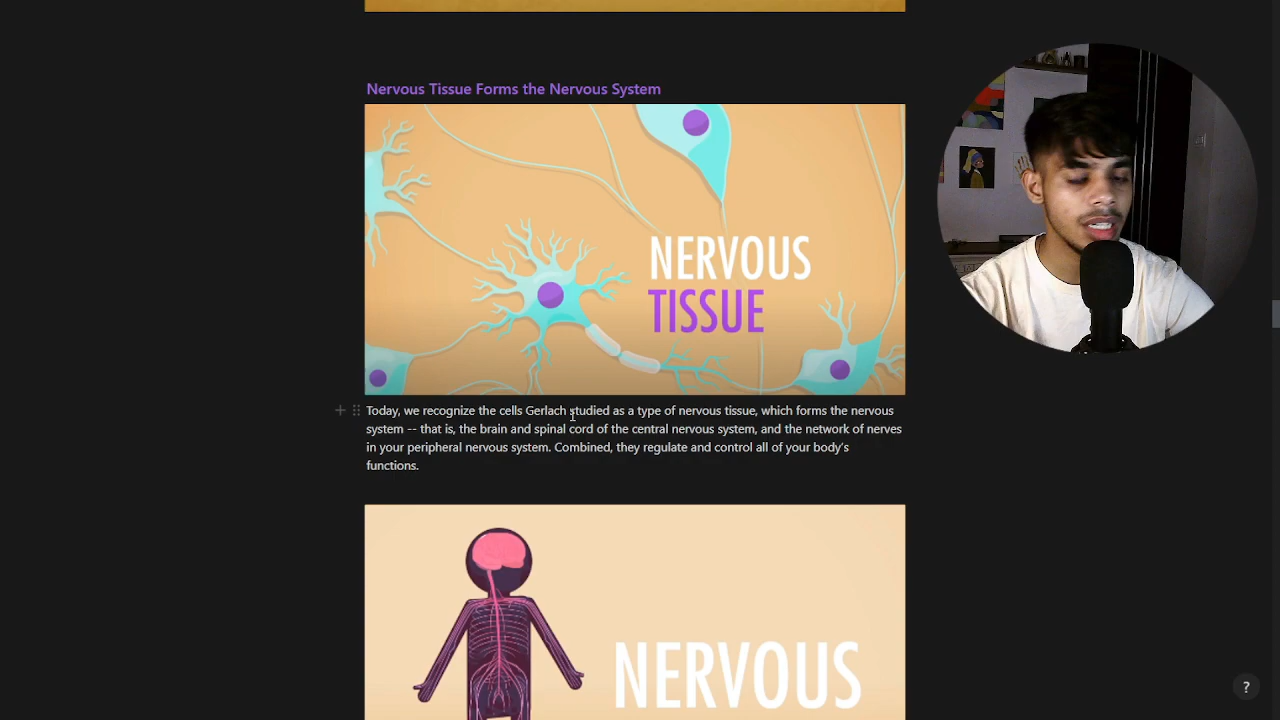 Nervous Tissue Forms the Nervous System
NERVOUS
TISSUE
Today, we recognize the cells Gerlach studied as a type of nervous tissue, which forms the nervous
system -- that is, the brain and spinal cord of the central nervous system, and the network of nerves
in your peripheral nervous system. Combined, they regulate and control all of your body's
functions.
NERVOUS
?